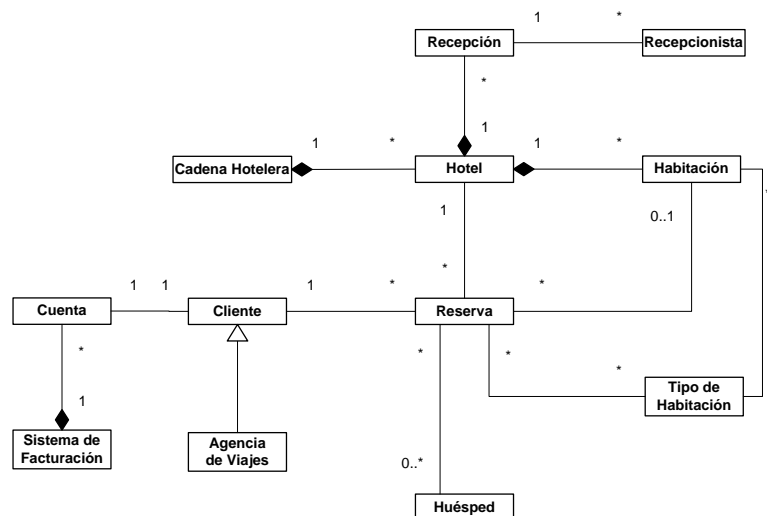 1
*
Recepción
Recepcionista
*
1
*
1
1
*
Cadena Hotelera
Hotel
Habitación
*
1
0..1
*
*
1
1
1
*
Cuenta
Cliente
Reserva
*
*
*
1
*
Tipo de
Habitación
Sistema de
Facturación
Agencia
de Viajes
0..*
Huésped